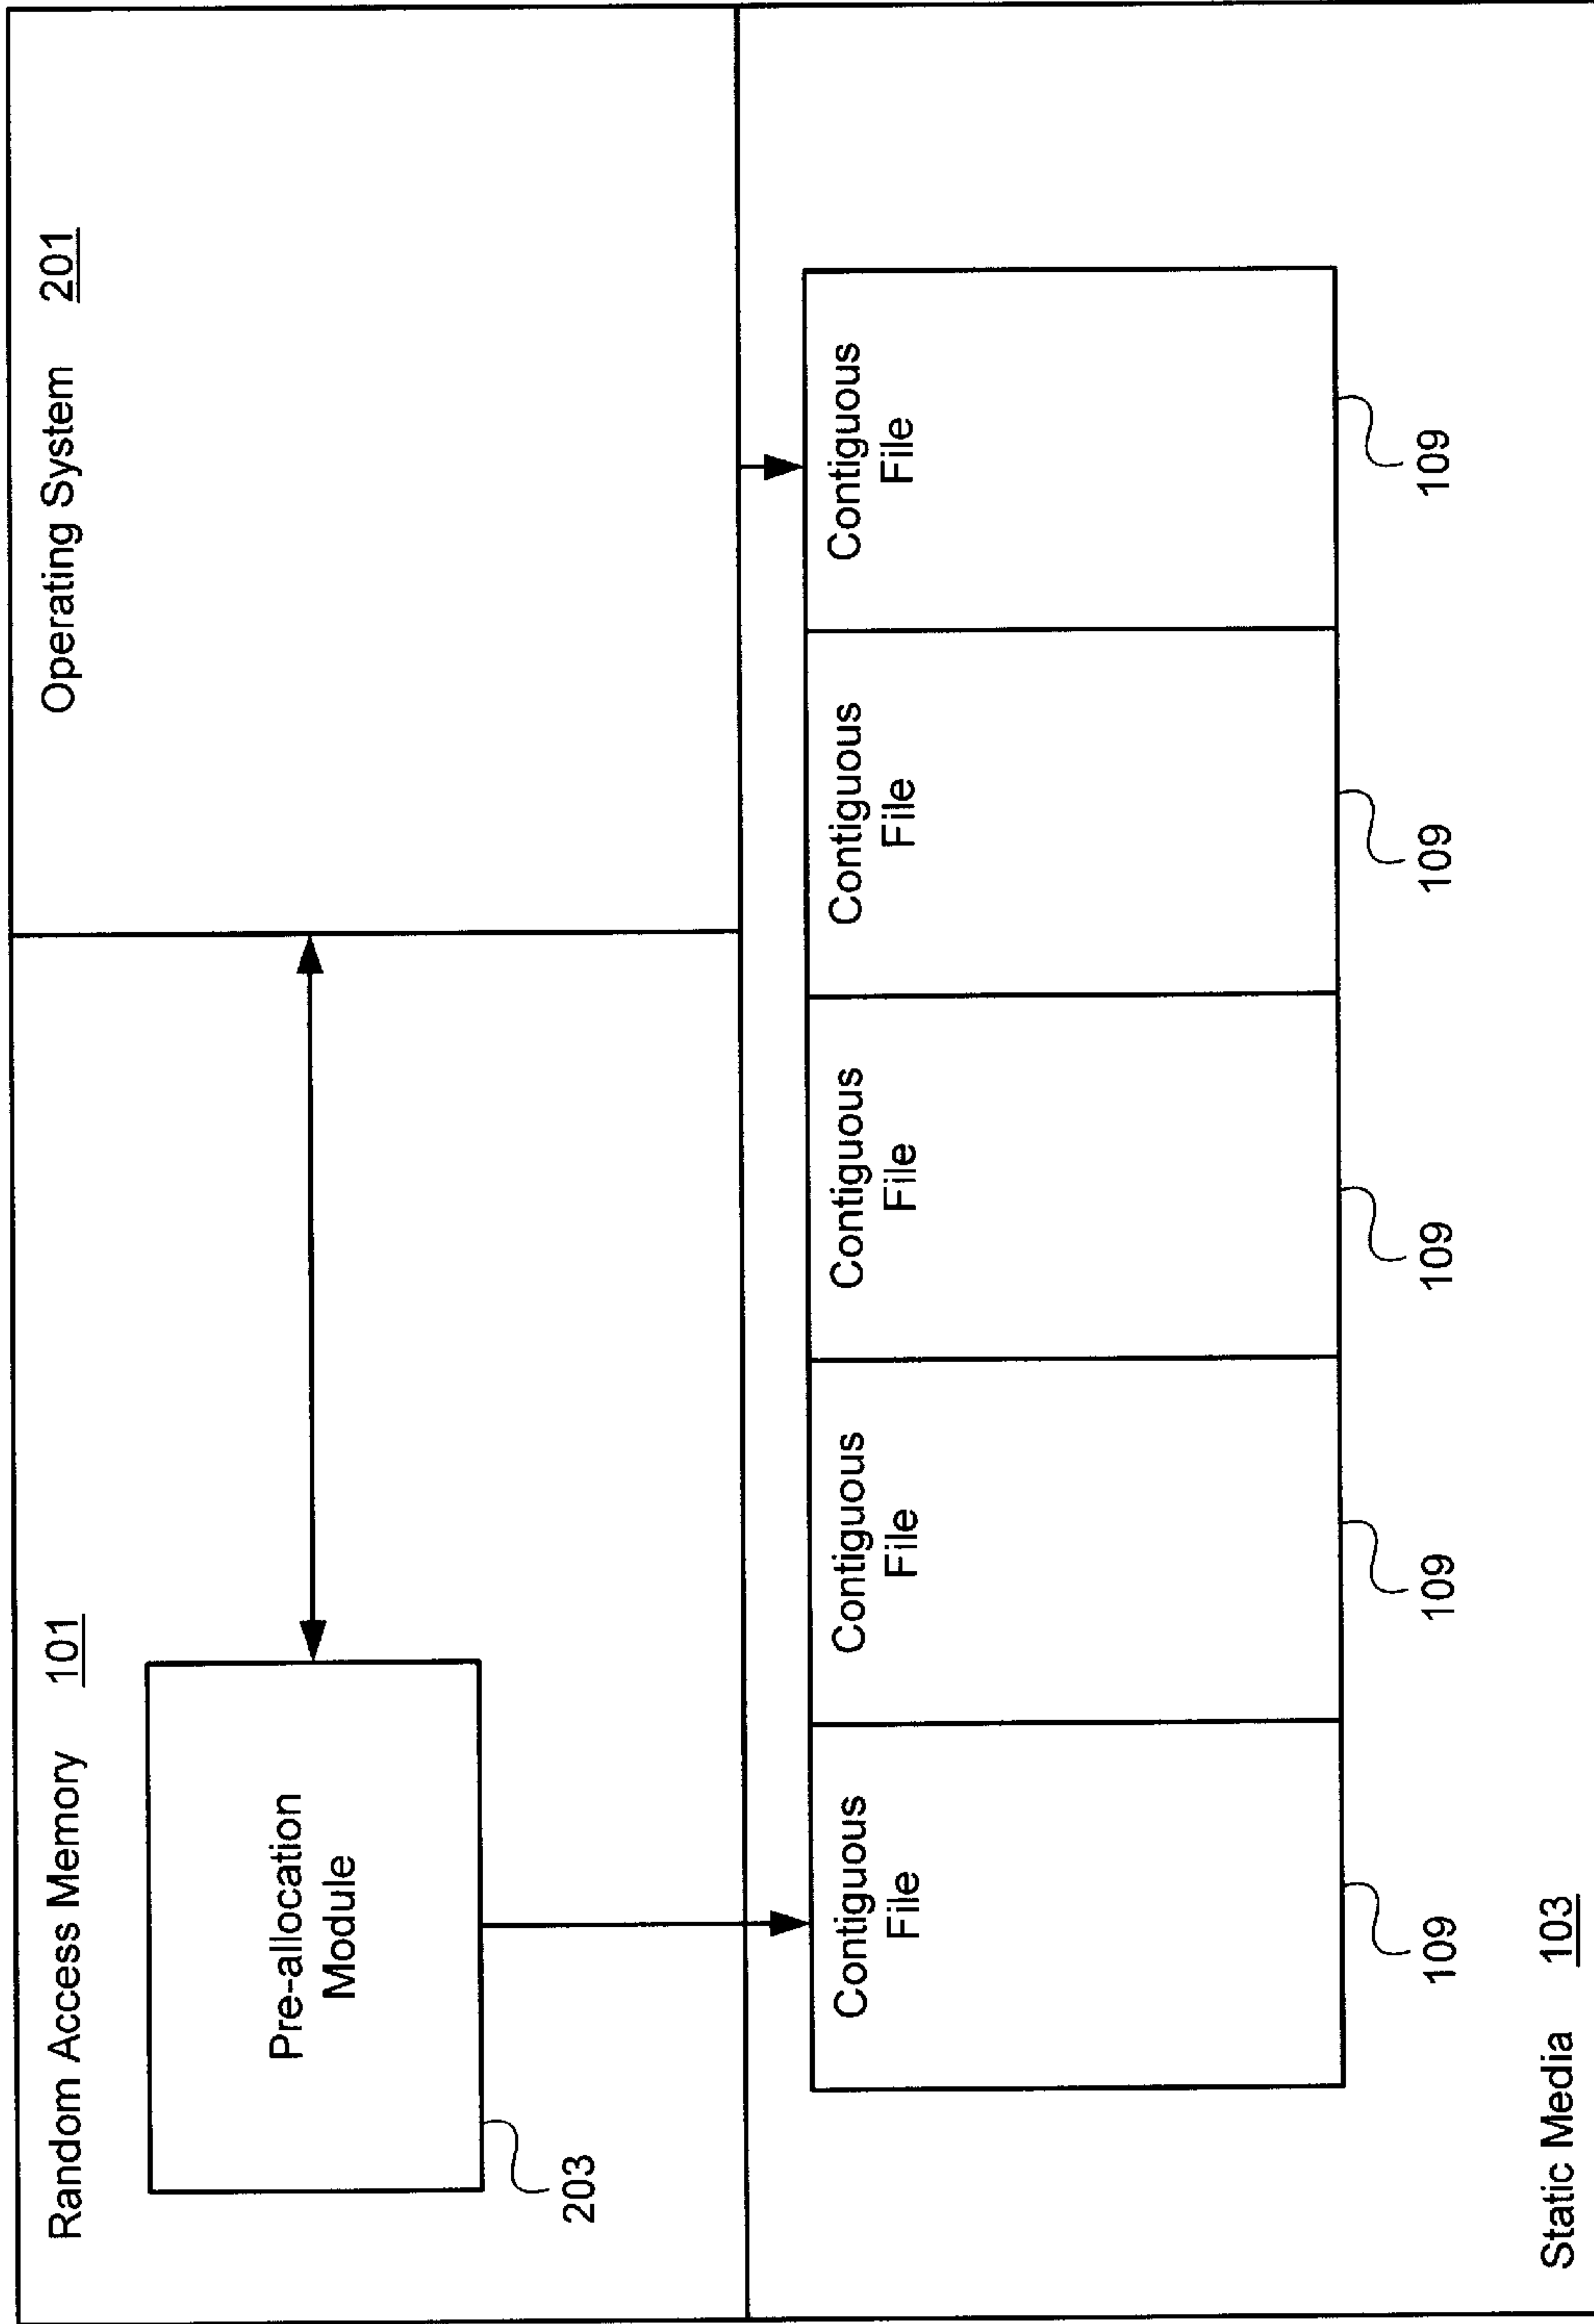 Random Access Memory 101
Operating System 201
Pre-allocation
Module
203
Contiguous
File
Contiguous
File
Contiguous
File
Contiguous
File
Contiguous
File
109
109
109
109
109
Static Media 103